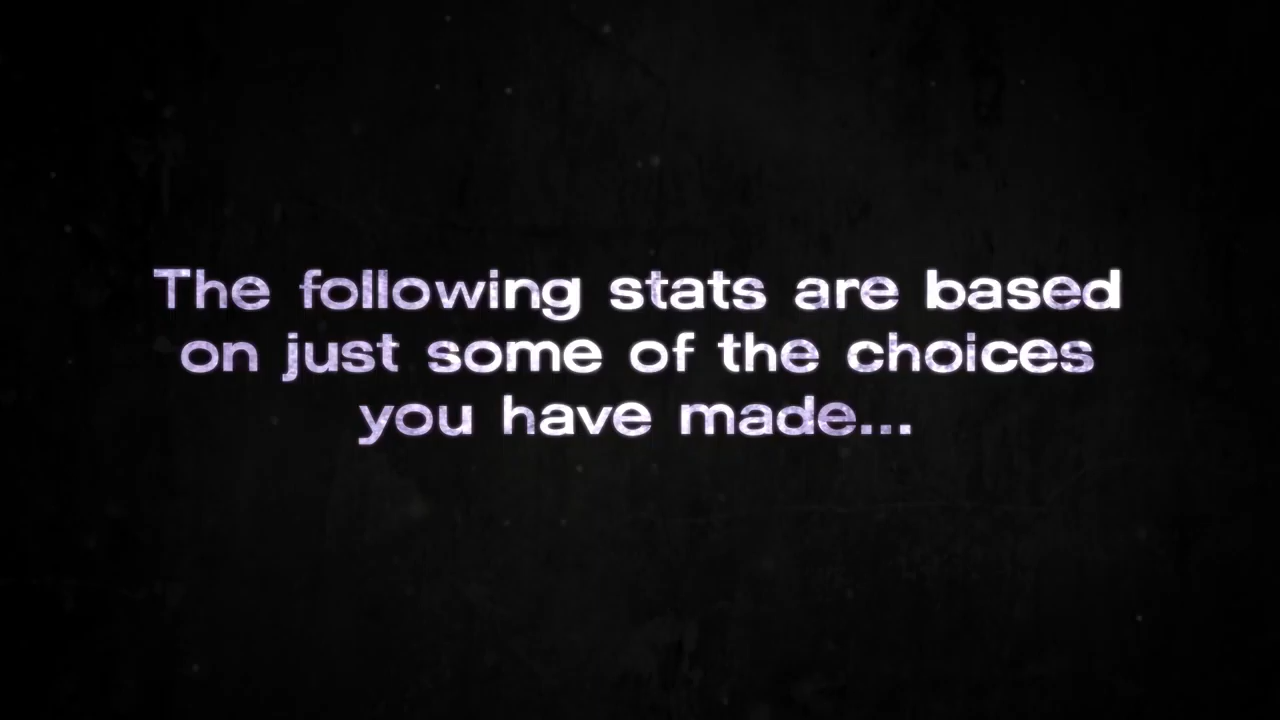 The following stats are based
on just some of the choices
you have made...